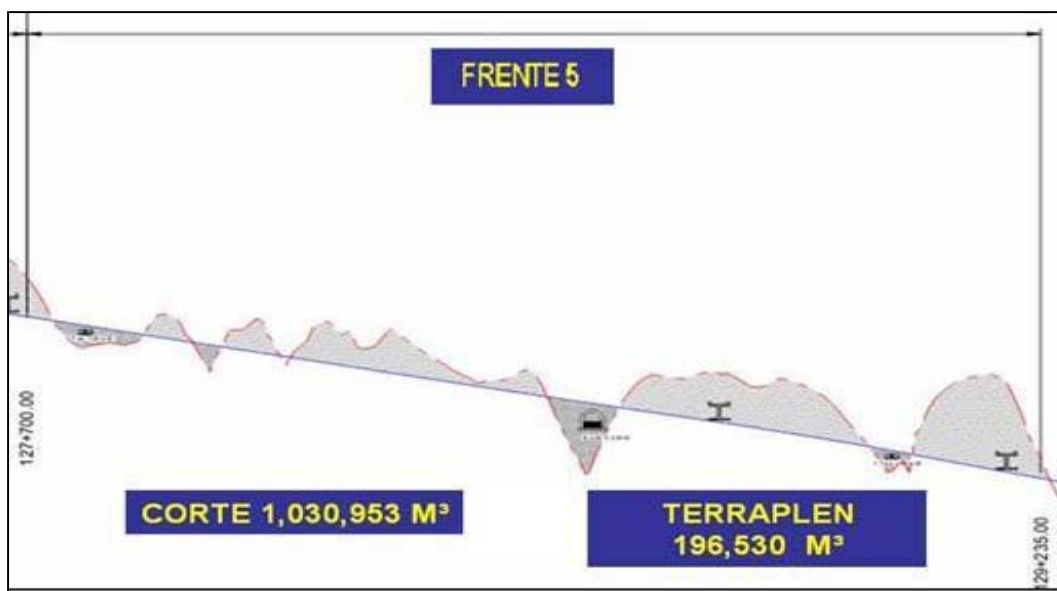 FRENTE 5
127+700.00
CORTE 1,030,953 M³
TERRAPLEN
196,530 M³
129+235.00